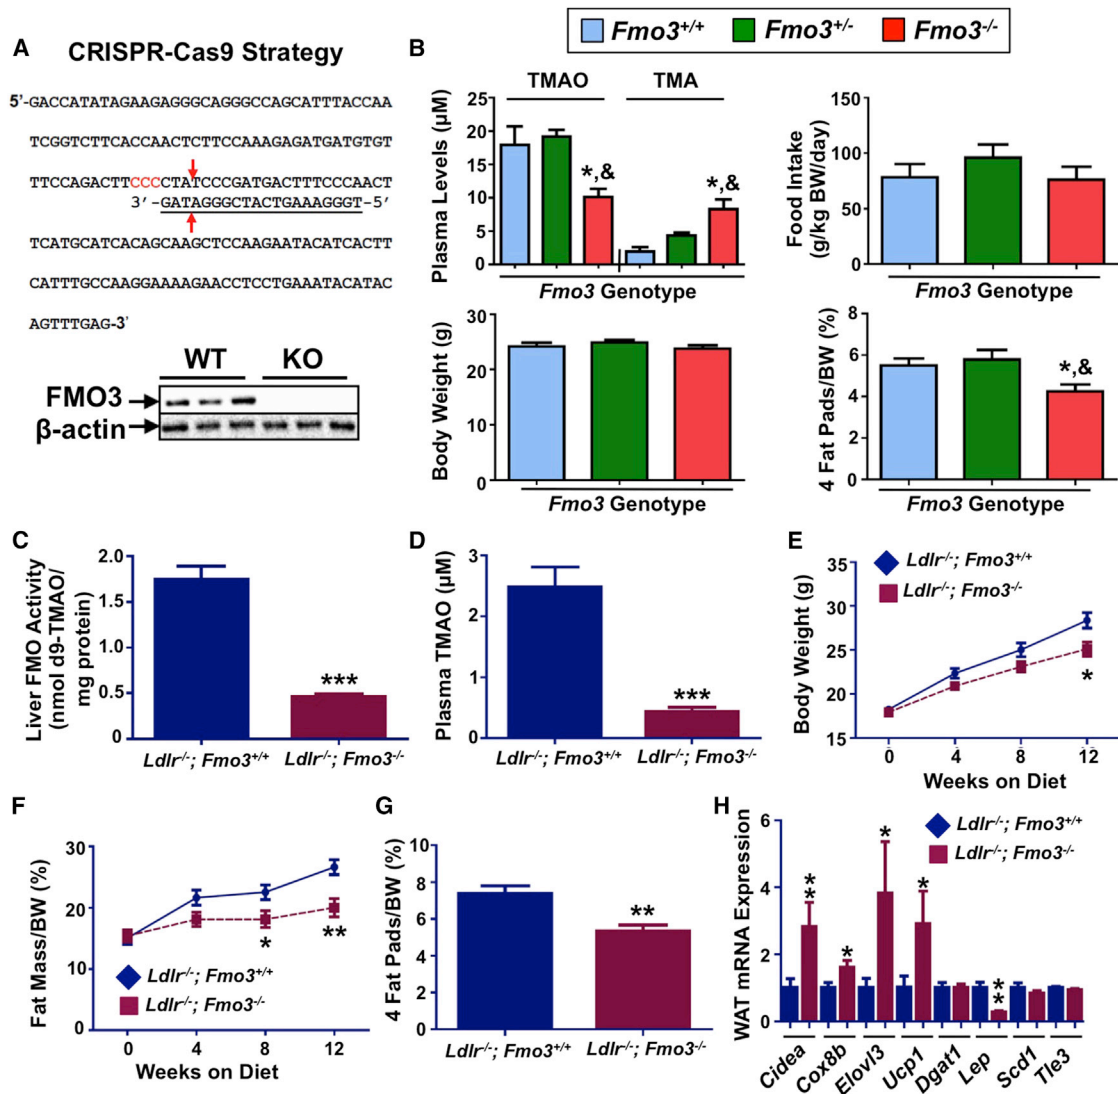 Fmo3+/+ Fmo3+/- Fmo3-/-
A CRISPR-Cas9 Strategy
5'-GACCATATAGAAGAGGGCAGGGCCAGCATTTACCAA
TCGGTCTTCACCAACTCTTCCAAAGAGATGATGTGT
TTCCAGACTTCCCCTATCCCGATGACTTTCCCAACT
3'-GATAGGGCTACTGAAAGGGT-5'
TCATGCATCACAGCAAGCTCCAAGAATACATCACTT
CATTTGCCAAGGAAAAGAACCTCCTGAAATACATAC
AGTTTGAG-3'
WT KO
FMO3
β-actin
B
TMAO TMA
Plasma Levels (μM)
25
20
15
10
5
0
*,& *,&
Fmo3 Genotype
Food Intake
(g/kg BW/day)
150
100
50
0
Fmo3 Genotype
Body Weight (g)
30
20
10
0
Fmo3 Genotype
4 Fat Pads/BW (%)
8
6
4
2
0
*,&
Fmo3 Genotype
C
Liver FMO Activity
(nmol d9-TMAO/
mg protein)
2.0
1.5
1.0
0.5
0
***
Ldlr-/-; Fmo3+/+ Ldlr-/-; Fmo3-/-
D
Plasma TMAO (μM)
3
2
1
0
***
Ldlr-/-; Fmo3+/+ Ldlr-/-; Fmo3-/-
E
Ldlr-/-; Fmo3+/+
Ldlr-/-; Fmo3-/-
Body Weight (g)
35
30
25
20
15
*
0 4 8 12
Weeks on Diet
F
Fat Mass/BW (%)
30
20
10
0
* **
Ldlr-/-; Fmo3+/+
Ldlr-/-; Fmo3-/-
0 4 8 12
Weeks on Diet
G
4 Fat Pads/BW (%)
10
8
6
4
2
0
**
Ldlr-/-; Fmo3+/+ Ldlr-/-; Fmo3-/-
H
Ldlr-/-; Fmo3+/+
Ldlr-/-; Fmo3-/-
WAT mRNA Expression
6
4
2
0
** * * * **
Cidea Cox8b Elovl3 Ucp1 Dgat1 Lep Scd1 Tle3